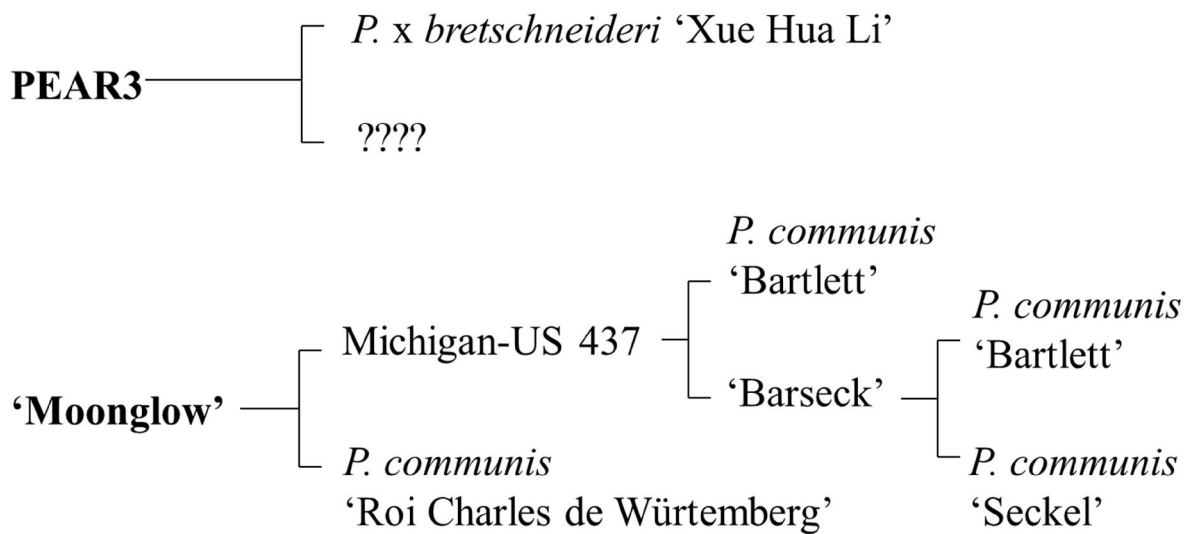 P. x bretschneideri ‘Xue Hua Li’
PEAR3
????
P. communis
‘Bartlett’
P. communis
‘Bartlett’
Michigan-US 437
‘Barseck’
‘Moonglow’
P. communis
‘Roi Charles de Würtemberg’
P. communis
‘Seckel’